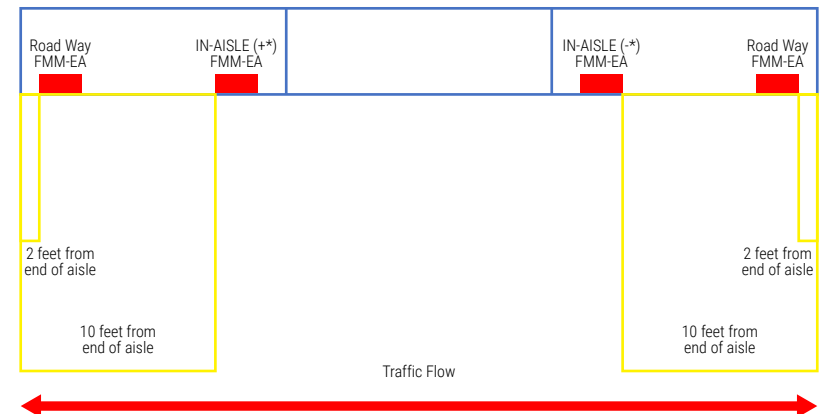 Road Way
FMM-EA
IN-AISLE (+*)
FMM-EA
IN-AISLE (-*)
FMM-EA
Road Way
FMM-EA
2 feet from
end of aisle
2 feet from
end of aisle
10 feet from
end of aisle
10 feet from
end of aisle
Traffic Flow